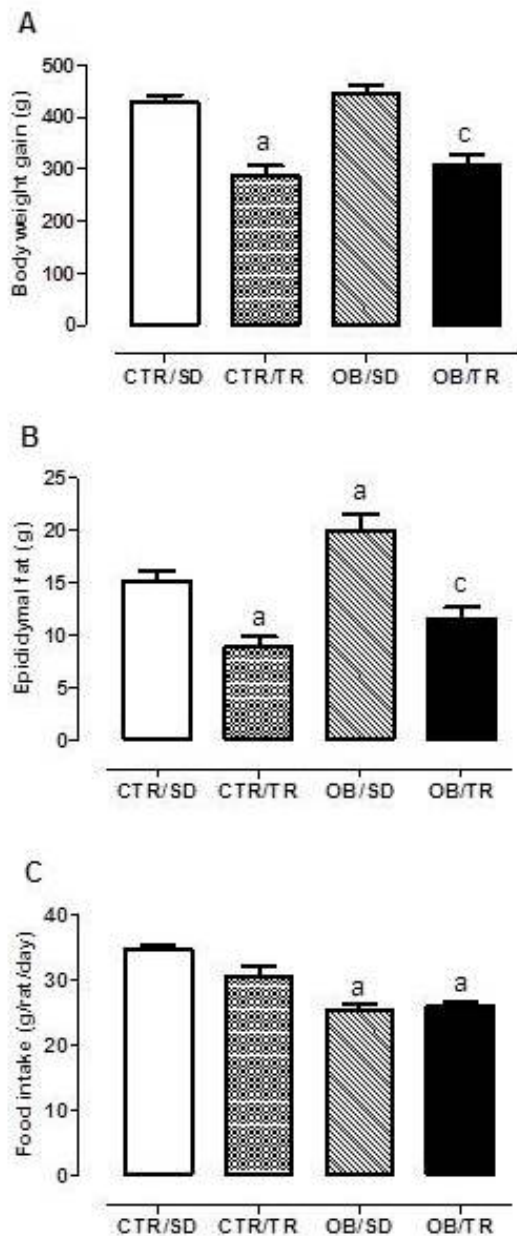 A
Body weight gain (g)
500
400
300
200
100
0
a
c
CTR/SD CTR/TR OB/SD OB/TR
B
Epididymal fat (g)
25
20
15
10
5
0
a
a
c
CTR/SD CTR/TR OB/SD OB/TR
C
Food intake (g/rat/day)
40
30
20
10
0
a
a
CTR/SD CTR/TR OB/SD OB/TR